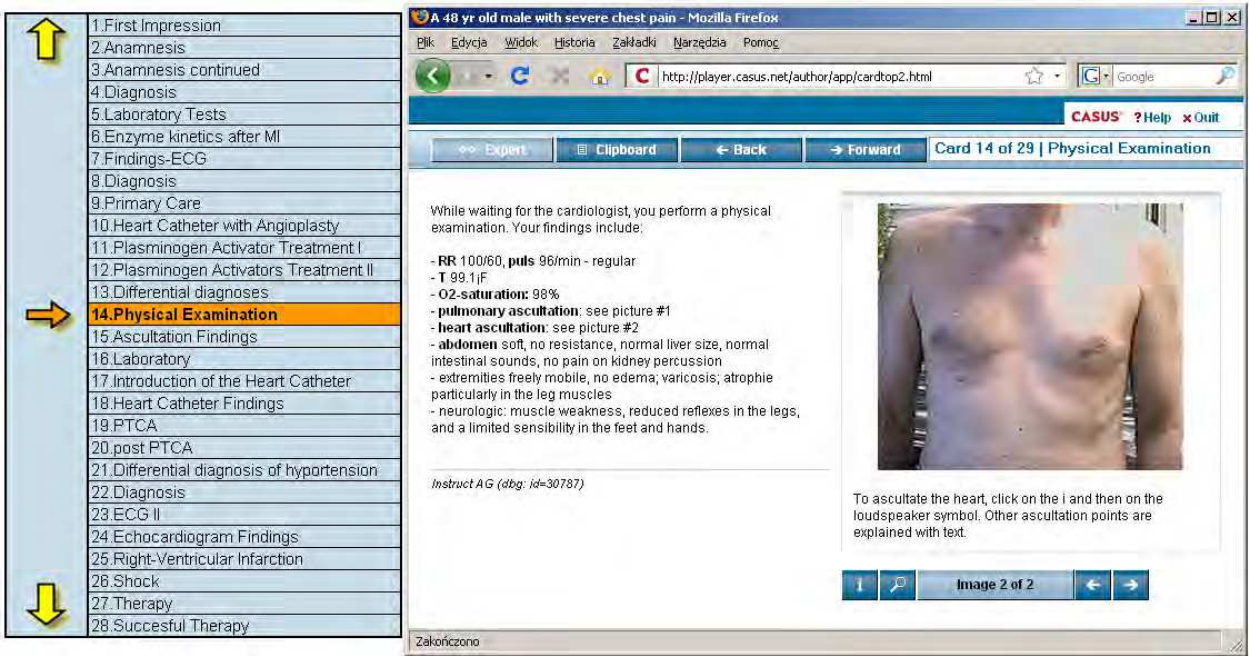 1.First Impression
2.Anamnesis
3.Anamnesis continued
4.Diagnosis
5.Laboratory Tests
6.Enzyme kinetics after MI
7.Findings-ECG
8.Diagnosis
9.Primary Care
10.Heart Catheter with Angioplasty
11.Plasminogen Activator Treatment I
12.Plasminogen Activators Treatment II
13.Differential diagnoses
14.Physical Examination
15.Ascultation Findings
16.Laboratory
17.Introduction of the Heart Catheter
18.Heart Catheter Findings
19.PTCA
20.post PTCA
21.Differential diagnosis of hyportension
22.Diagnosis
23.ECG II
24.Echocardiogram Findings
25.Right-Ventricular Infarction
26.Shock
27.Therapy
28.Succesful Therapy
A 48 yr old male with severe chest pain - Mozilla Firefox
Plik Edycja Widok Historia Zakładki Narzędzia Pomoc
C http://player.casus.net/author/app/cardtop2.html G Google
CASUS ? Help x Quit
Expert Clipboard ← Back → Forward Card 14 of 29 | Physical Examination
While waiting for the cardiologist, you perform a physical
examination. Your findings include:
- RR 100/60, puls 96/min - regular
- T 99.1¡F
- O2-saturation: 98%
- pulmonary ascultation: see picture #1
- heart ascultation: see picture #2
- abdomen soft, no resistance, normal liver size, normal
intestinal sounds, no pain on kidney percussion
- extremities freely mobile, no edema; varicosis; atrophie
particularly in the leg muscles
- neurologic: muscle weakness, reduced reflexes in the legs,
and a limited sensibility in the feet and hands.
Instruct AG (dbg: id=30787)
To ascultate the heart, click on the i and then on the
loudspeaker symbol. Other ascultation points are
explained with text.
i Image 2 of 2 ← →
Zakończono